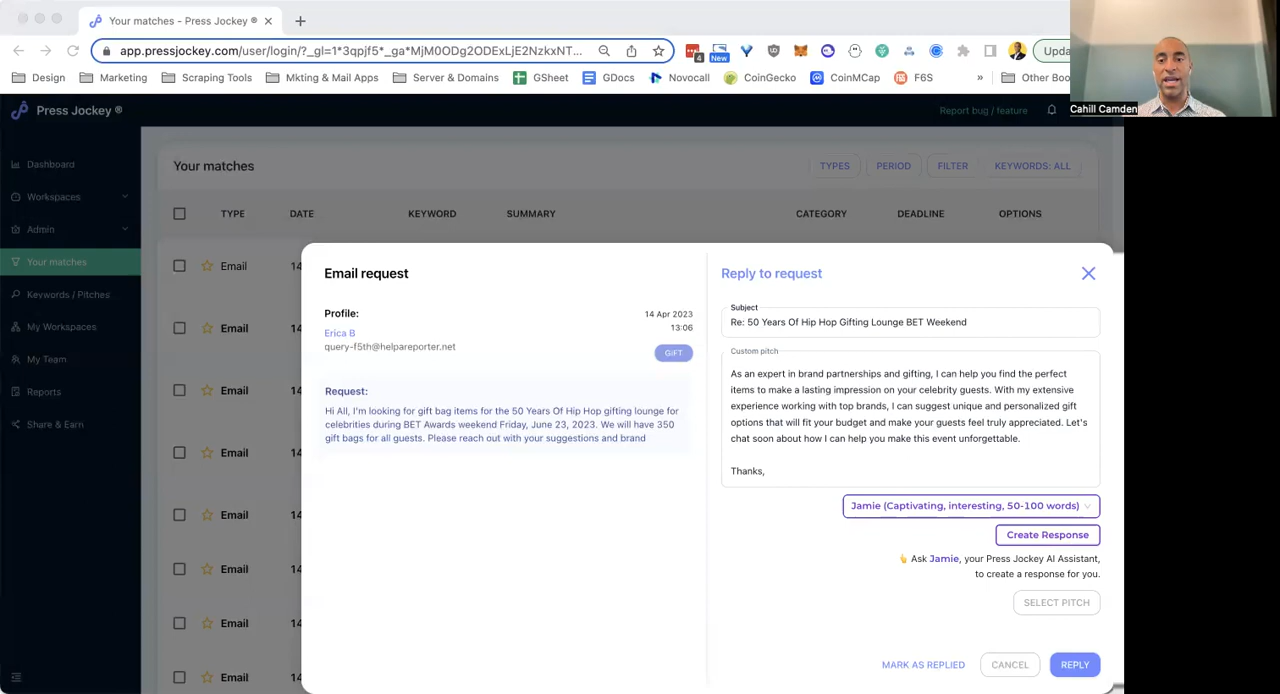 Your matches - Press Jockey ®
app.pressjockey.com/user/login/?_gl=1*3qpjf5*_ga*MjM0ODg2ODExLjE2NzkxNT...
4
New
Upda
Design
Marketing
Scraping Tools
Mkting & Mail Apps
Server & Domains
GSheet
GDocs
Novocall
CoinGecko
CoinMCap
F6S
»
Other Boo
Cahill Camden
Press Jockey ®
Report bug / feature
Dashboard
Workspaces
Admin
Your matches
Keywords / Pitches
My Workspaces
My Team
Reports
Share & Earn
Your matches
TYPES
PERIOD
FILTER
KEYWORDS: ALL
TYPE
DATE
KEYWORD
SUMMARY
CATEGORY
DEADLINE
OPTIONS
Email 14
Email 14
Email 14
Email 14
Email 14
Email 14
Email 14
Email 14
Email request
Profile:
14 Apr 2023
13:06
Erica B
query-f5th@helpareporter.net
GIFT
Request:
Hi All, I'm looking for gift bag items for the 50 Years Of Hip Hop gifting lounge for
celebrities during BET Awards weekend Friday, June 23, 2023. We will have 350
gift bags for all guests. Please reach out with your suggestions and brand
Reply to request
Subject
Re: 50 Years Of Hip Hop Gifting Lounge BET Weekend
Custom pitch
As an expert in brand partnerships and gifting, I can help you find the perfect
items to make a lasting impression on your celebrity guests. With my extensive
experience working with top brands, I can suggest unique and personalized gift
options that will fit your budget and make your guests feel truly appreciated. Let's
chat soon about how I can help you make this event unforgettable.
Thanks,
Jamie (Captivating, interesting, 50-100 words)
Create Response
👆 Ask Jamie, your Press Jockey AI Assistant,
to create a response for you.
SELECT PITCH
MARK AS REPLIED
CANCEL
REPLY